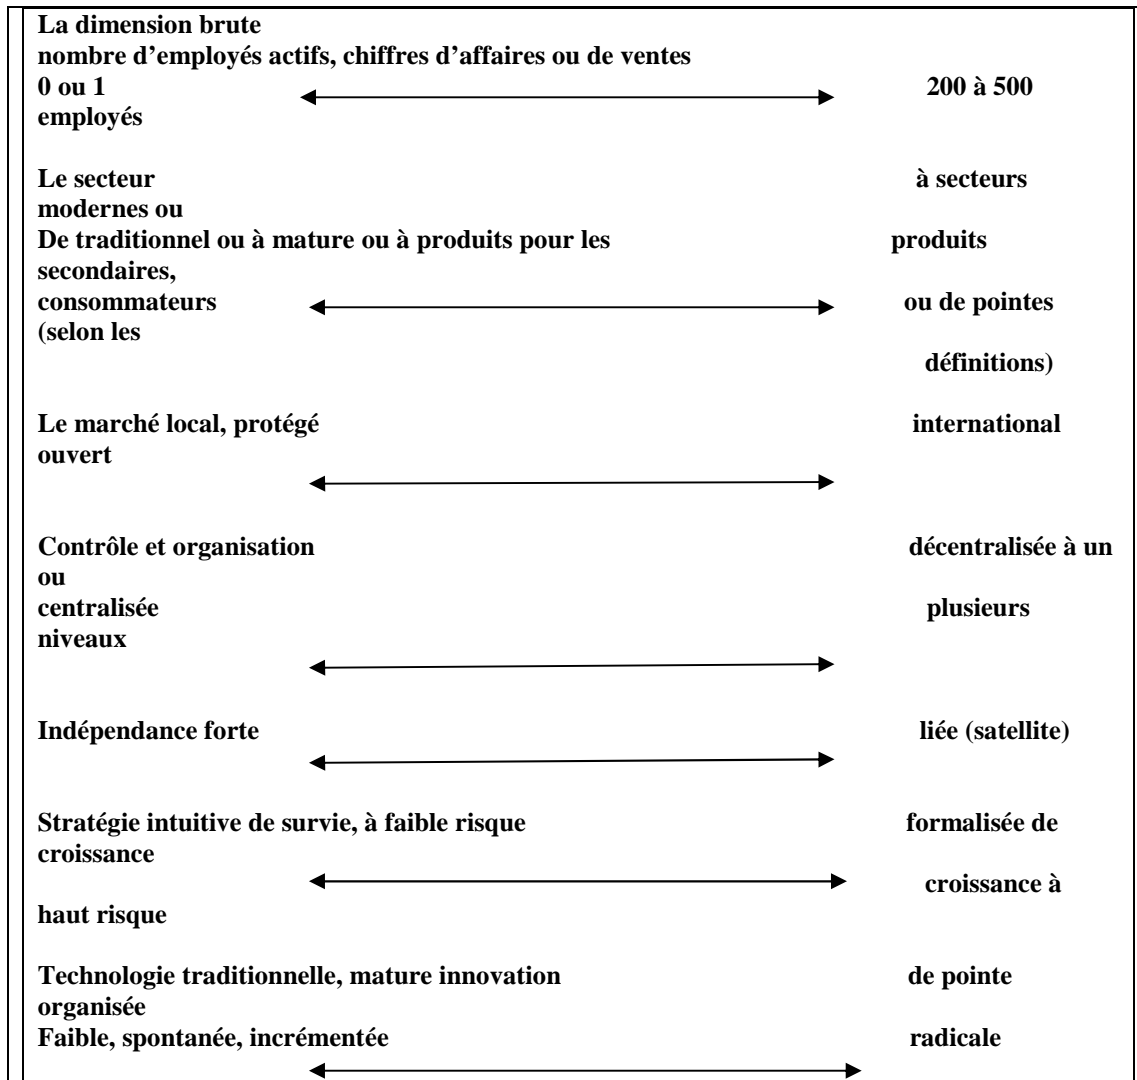 La dimension brute
nombre d’employés actifs, chiffres d’affaires ou de ventes
0 ou 1 200 à 500
employés
Le secteur à secteurs
modernes ou
De traditionnel ou à mature ou à produits pour les produits
secondaires,
consommateurs ou de pointes
(selon les
définitions)
Le marché local, protégé international
ouvert
Contrôle et organisation décentralisée à un
ou
centralisée plusieurs
niveaux
Indépendance forte liée (satellite)
Stratégie intuitive de survie, à faible risque formalisée de
croissance
croissance à
haut risque
Technologie traditionnelle, mature innovation de pointe
organisée
Faible, spontanée, incrémentée radicale